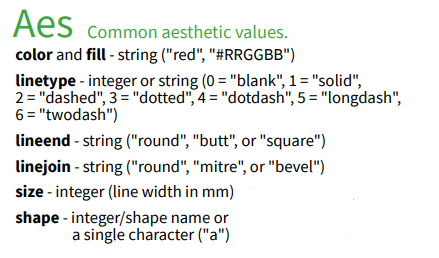 Aes Common aesthetic values.
color and fill - string ("red", "#RRGGBB")
linetype - integer or string (0 = "blank", 1 = "solid",
2 = "dashed", 3 = "dotted", 4 = "dotdash", 5 = "longdash",
6 = "twodash")
lineend - string ("round", "butt", or "square")
linejoin - string ("round", "mitre", or "bevel")
size - integer (line width in mm)
shape - integer/shape name or
a single character ("a")